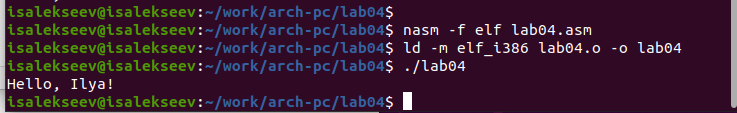 isalekseev@isalekseev:~/work/arch-pc/lab04$
isalekseev@isalekseev:~/work/arch-pc/lab04$ nasm -f elf lab04.asm
isalekseev@isalekseev:~/work/arch-pc/lab04$ ld -m elf_i386 lab04.o -o lab04
isalekseev@isalekseev:~/work/arch-pc/lab04$ ./lab04
Hello, Ilya!
isalekseev@isalekseev:~/work/arch-pc/lab04$